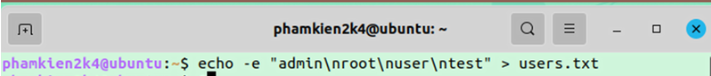 phamkien2k4@ubuntu: ~
phamkien2k4@ubuntu:~$ echo -e "admin\nroot\nuser\ntest" > users.txt